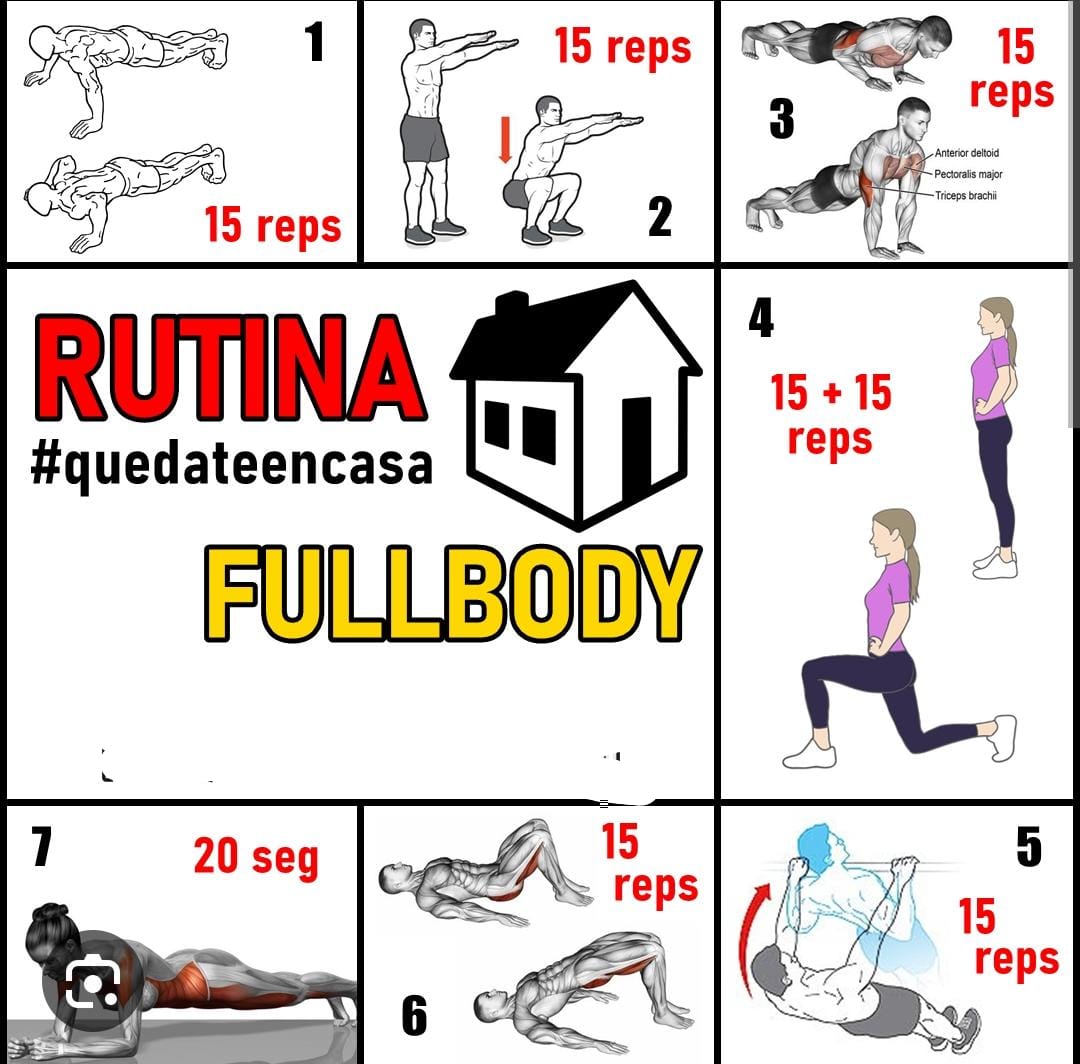 1
15 reps
15 reps
2
15
reps
3
Anterior deltoid
Pectoralis major
Triceps brachii
RUTINA
#quedateencasa
FULLBODY
4
15 + 15
reps
7
20 seg
15
reps
6
5
15
reps